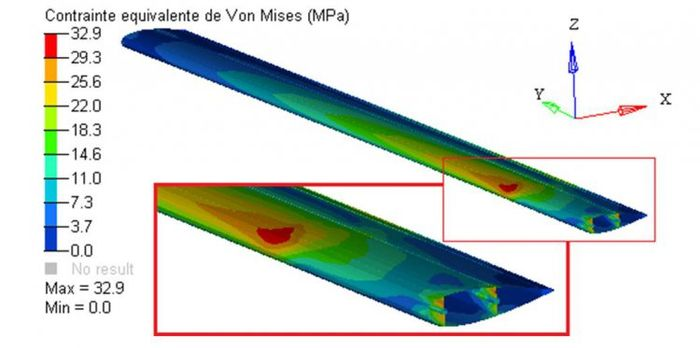 Contrainte equivalente de Von Mises (MPa)
32.9
29.3
25.6
22.0
18.3
14.6
11.0
7.3
3.7
0.0
No result
Max = 32.9
Min = 0.0
Z
Y
X